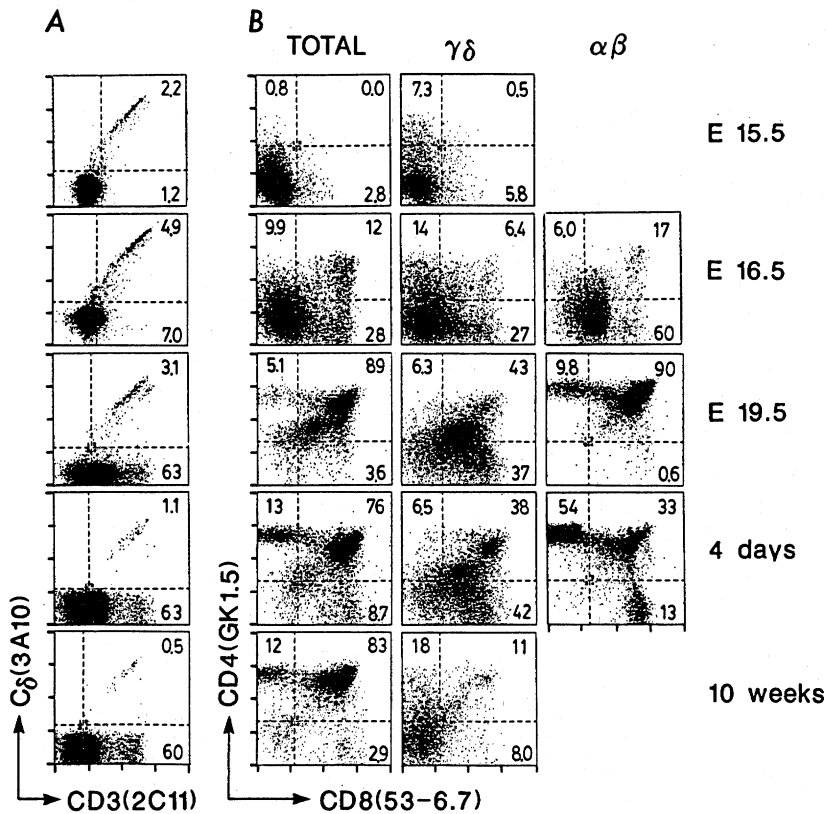 A B
TOTAL γδ αβ
2,2 0.8 0.0 7.3 0.5
E 15.5
1,2 2.8 5.8
4,9 9.9 12 14 6.4 6.0 17
E 16.5
7,0 28 27 60
3.1 5.1 89 6.3 43 9.8 90
E 19.5
63 3,6 37 0.6
1.1 13 76 6,5 38 54 33
4 days
63 8.7 42 13
0,5 12 83 18 11
10 weeks
60 2,9 8.0
Cδ(3A10)
CD4(GK1.5)
CD3(2C11) CD8(53-6.7)